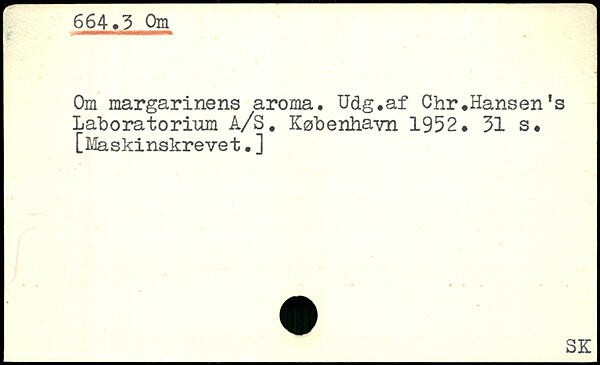 664.3 Om
Om margarinens aroma. Udg.af Chr.Hansen's
Laboratorium A/S. København 1952. 31 s.
[Maskinskrevet.]
SK